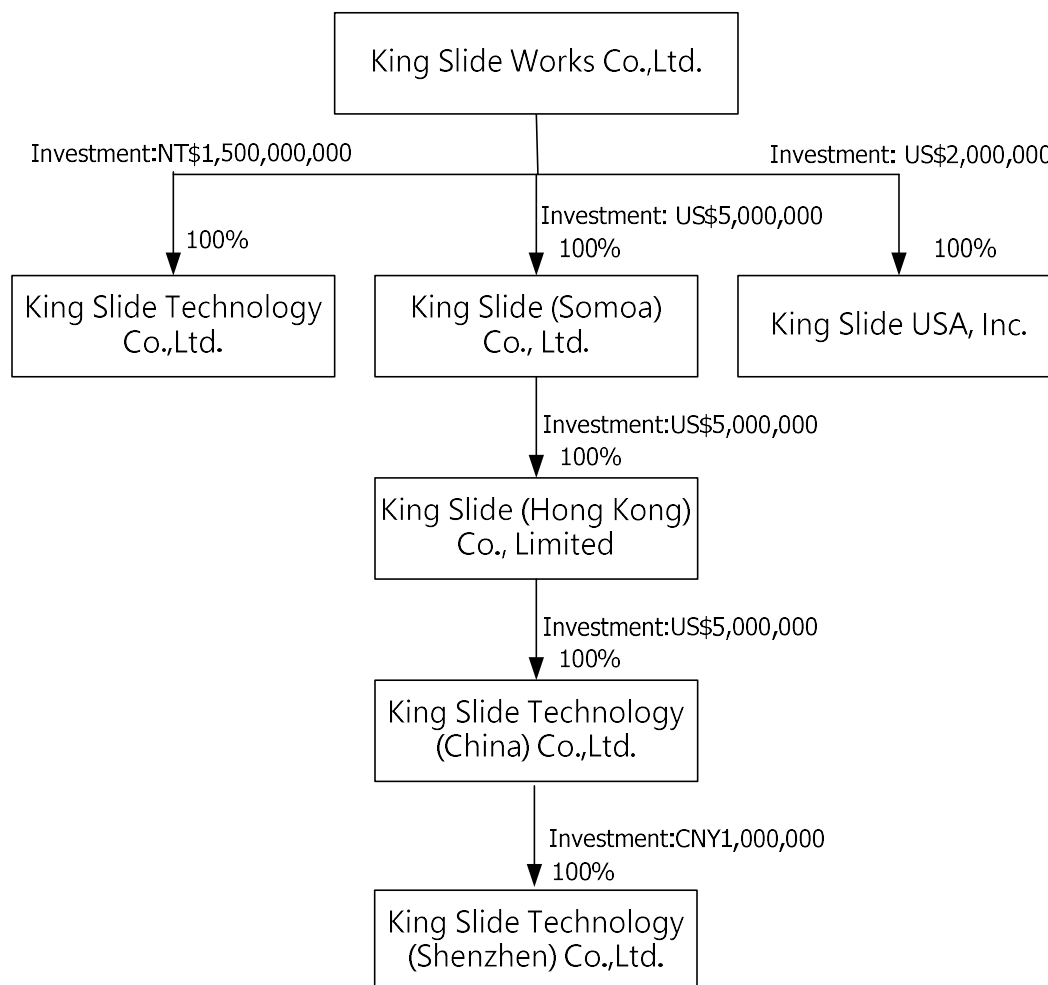 King Slide Works Co.,Ltd.
Investment:NT$1,500,000,000
Investment: US$2,000,000
Investment: US$5,000,000
100%
100%
100%
King Slide Technology
Co.,Ltd.
King Slide (Somoa)
Co., Ltd.
King Slide USA, Inc.
Investment:US$5,000,000
100%
King Slide (Hong Kong)
Co., Limited
Investment:US$5,000,000
100%
King Slide Technology
(China) Co.,Ltd.
Investment:CNY1,000,000
100%
King Slide Technology
(Shenzhen) Co.,Ltd.